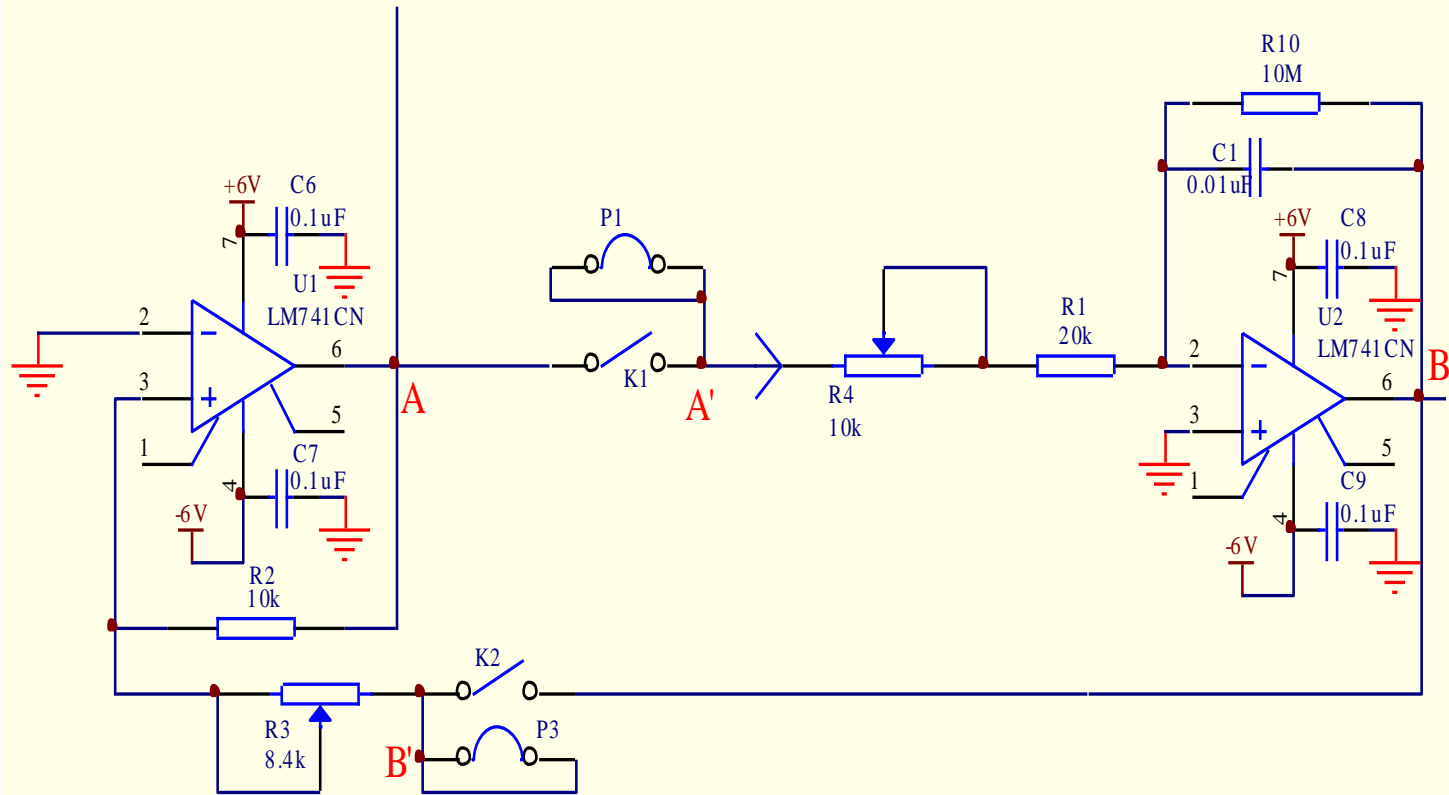 R10
10M
C1
0.01uF
+6V
C6
0.1uF
7
U1
LM741CN
2
3
6
5
1
A
4
C7
0.1uF
-6V
R2
10k
P1
K1
A'
R4
10k
R1
20k
+6V
C8
0.1uF
7
U2
LM741CN
2
3
6
5
1
B
4
C9
0.1uF
-6V
K2
R3
8.4k
B'
P3